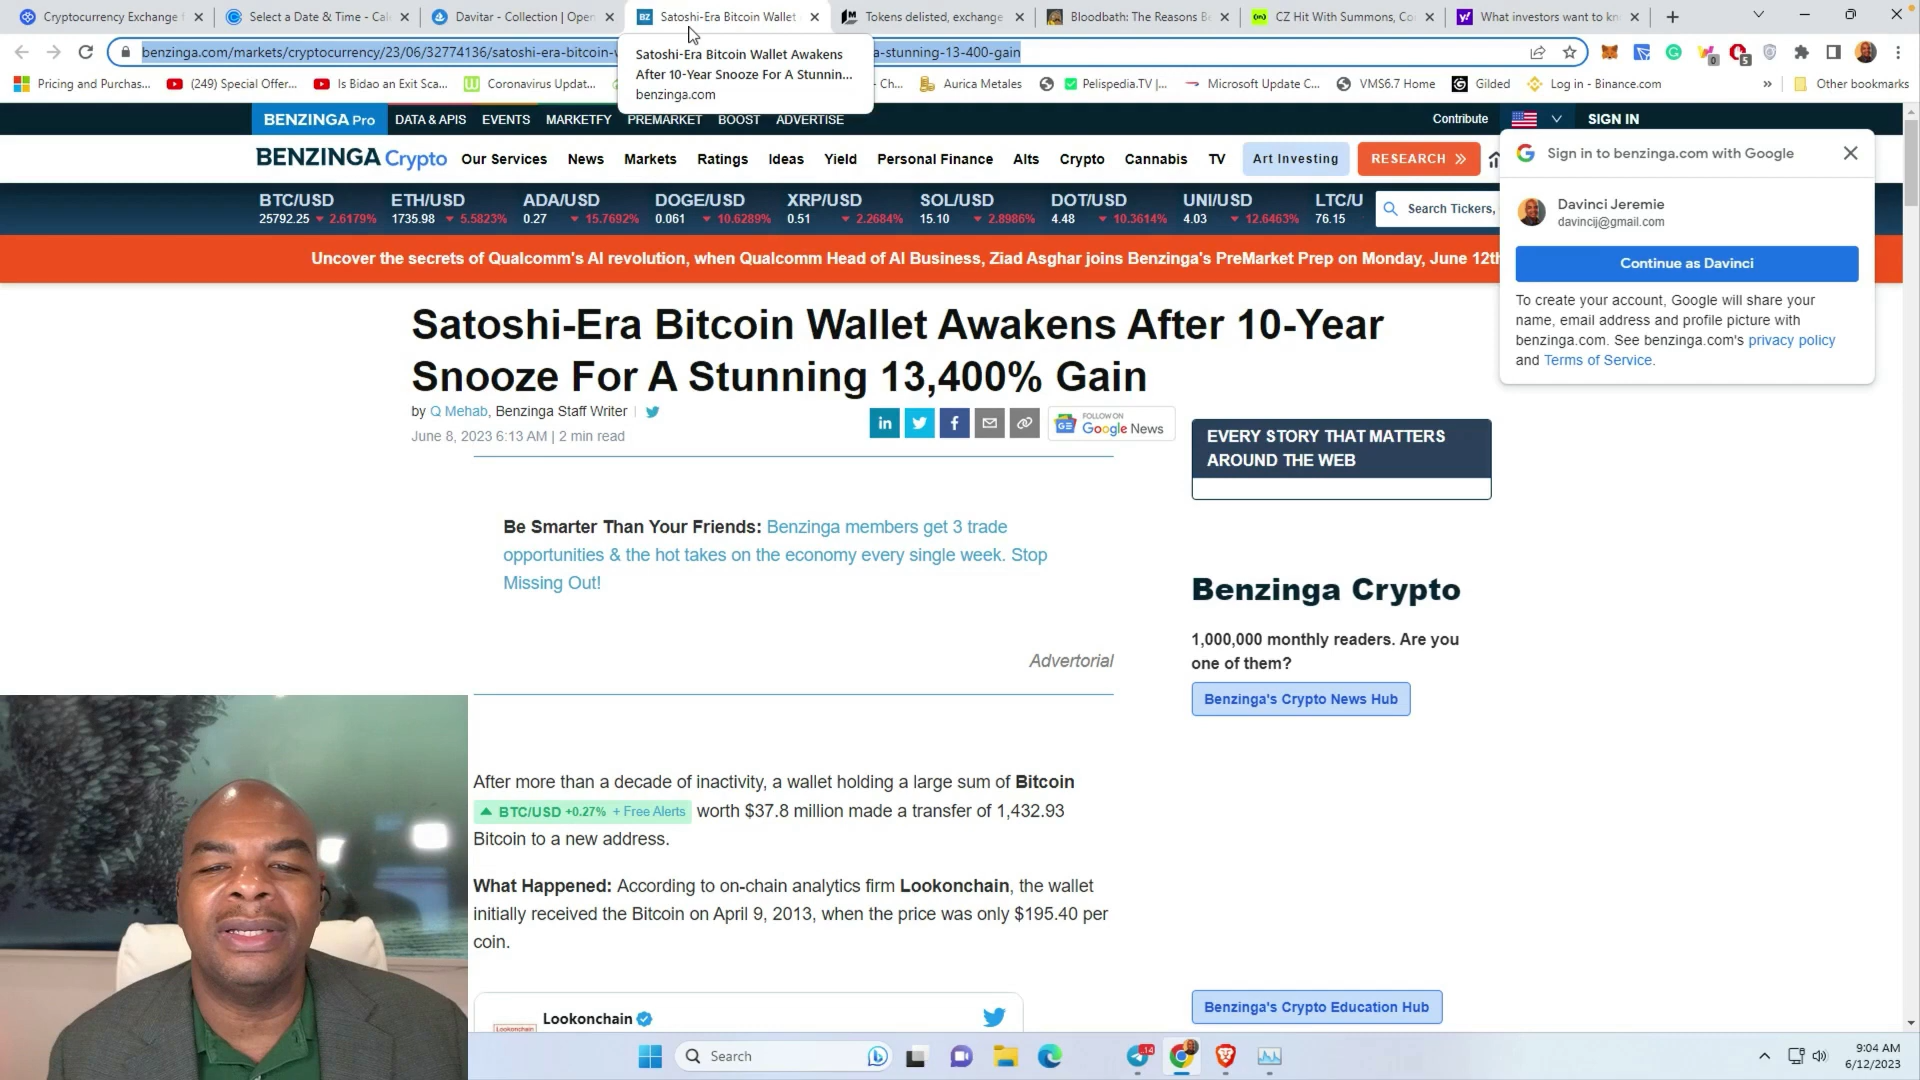 Cryptocurrency Exchange
Select a Date & Time - Cal
Davitar - Collection | Open
Satoshi-Era Bitcoin Wallet
Tokens delisted, exchange
Bloodbath: The Reasons B
CZ Hit With Summons, Co
What investors want to kn
benzinga.com/markets/cryptocurrency/23/06/32774136/satoshi-era-bitcoin-
a-stunning-13-400-gain
Satoshi-Era Bitcoin Wallet Awakens
After 10-Year Snooze For A Stunnin...
benzinga.com
Pricing and Purchas...
(249) Special Offer...
Is Bidao an Exit Sca...
Coronavirus Updat...
Ch...
Aurica Metales
Pelispedia.TV |...
Microsoft Update C...
VMS6.7 Home
Gilded
Log in - Binance.com
»
Other bookmarks
BENZINGA Pro
DATA & APIS
EVENTS
MARKETFY
PREMARKET
BOOST
ADVERTISE
Contribute
SIGN IN
BENZINGA Crypto
Our Services
News
Markets
Ratings
Ideas
Yield
Personal Finance
Alts
Crypto
Cannabis
TV
Art Investing
RESEARCH
BTC/USD
25792.25 2.6179%
ETH/USD
1735.98 5.5823%
ADA/USD
0.27 15.7692%
DOGE/USD
0.061 10.6289%
XRP/USD
0.51 2.2684%
SOL/USD
15.10 2.8986%
DOT/USD
4.48 10.3614%
UNI/USD
4.03 12.6463%
LTC/U
76.15
Search Tickers,
Sign in to benzinga.com with Google
Davinci Jeremie
davincij@gmail.com
Continue as Davinci
To create your account, Google will share your
name, email address and profile picture with
benzinga.com. See benzinga.com's privacy policy
and Terms of Service.
Uncover the secrets of Qualcomm's AI revolution, when Qualcomm Head of AI Business, Ziad Asghar joins Benzinga's PreMarket Prep on Monday, June 12th
Satoshi-Era Bitcoin Wallet Awakens After 10-Year
Snooze For A Stunning 13,400% Gain
by Q Mehab, Benzinga Staff Writer
June 8, 2023 6:13 AM | 2 min read
FOLLOW ON
Google News
EVERY STORY THAT MATTERS
AROUND THE WEB
Be Smarter Than Your Friends: Benzinga members get 3 trade
opportunities & the hot takes on the economy every single week. Stop
Missing Out!
Advertorial
Benzinga Crypto
1,000,000 monthly readers. Are you
one of them?
Benzinga's Crypto News Hub
After more than a decade of inactivity, a wallet holding a large sum of Bitcoin
BTC/USD +0.27% + Free Alerts worth $37.8 million made a transfer of 1,432.93
Bitcoin to a new address.
What Happened: According to on-chain analytics firm Lookonchain, the wallet
initially received the Bitcoin on April 9, 2013, when the price was only $195.40 per
coin.
Lookonchain
Lookonchain
Benzinga's Crypto Education Hub
Search
14
9:04 AM
6/12/2023